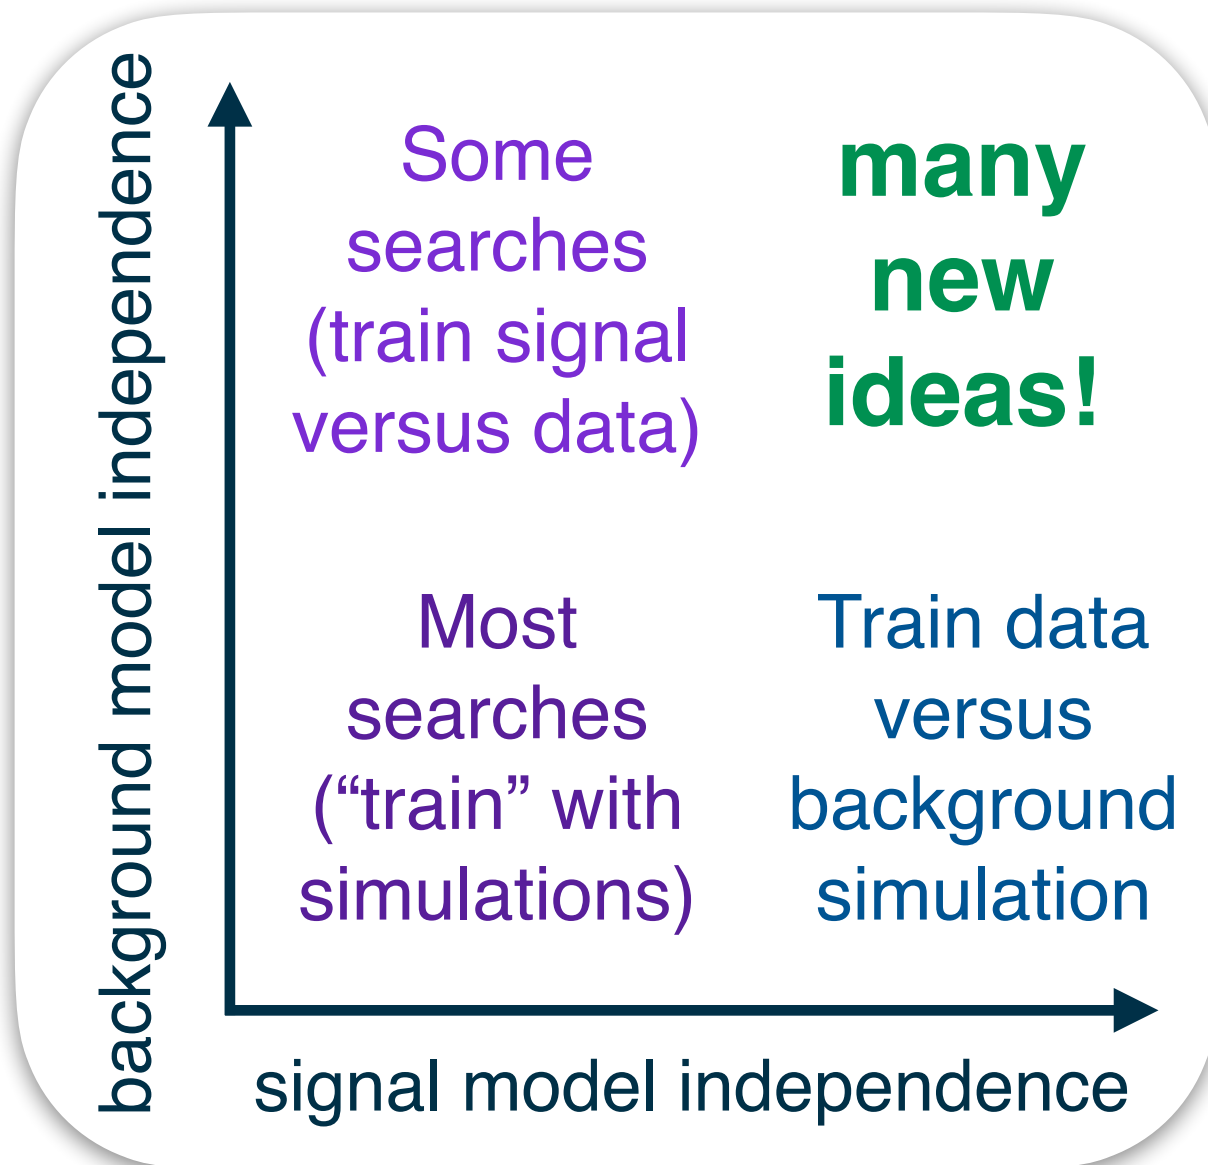 background model independence
Some
searches
(train signal
versus data)
many
new
ideas!
Most
searches
(“train” with
simulations)
Train data
versus
background
simulation
signal model independence